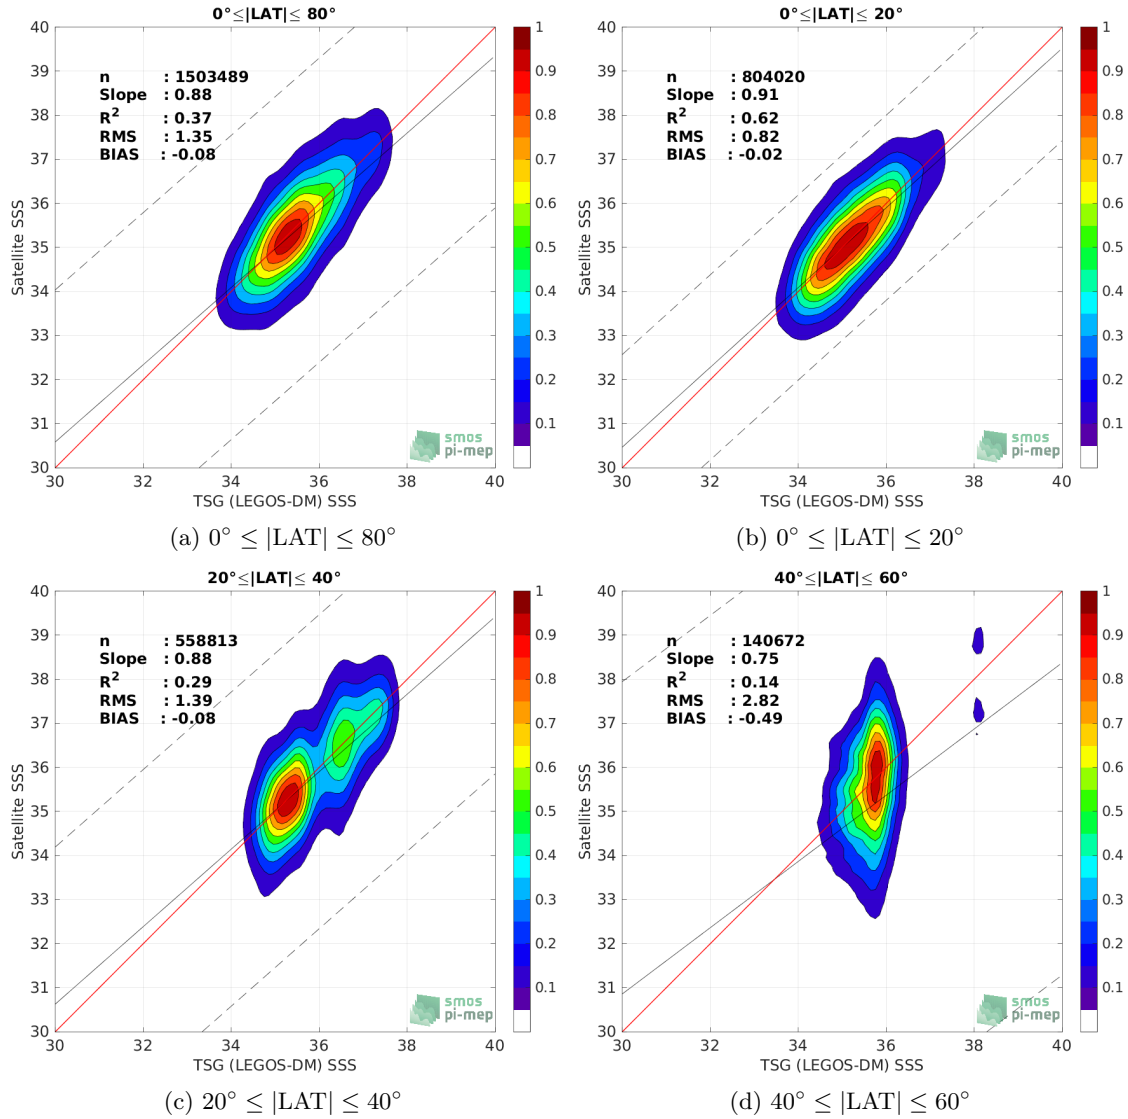 0°≤|LAT|≤ 80°
n : 1503489
Slope : 0.88
R² : 0.37
RMS : 1.35
BIAS : -0.08
Satellite SSS
40
39
38
37
36
35
34
33
32
31
30
30 32 34 36 38 40
TSG (LEGOS-DM) SSS
1
0.9
0.8
0.7
0.6
0.5
0.4
0.3
0.2
0.1
smos
pi-mep
(a) 0° ≤ |LAT| ≤ 80°
0°≤|LAT|≤ 20°
n : 804020
Slope : 0.91
R² : 0.62
RMS : 0.82
BIAS : -0.02
Satellite SSS
40
39
38
37
36
35
34
33
32
31
30
30 32 34 36 38 40
TSG (LEGOS-DM) SSS
1
0.9
0.8
0.7
0.6
0.5
0.4
0.3
0.2
0.1
smos
pi-mep
(b) 0° ≤ |LAT| ≤ 20°
20°≤|LAT|≤ 40°
n : 558813
Slope : 0.88
R² : 0.29
RMS : 1.39
BIAS : -0.08
Satellite SSS
40
39
38
37
36
35
34
33
32
31
30
30 32 34 36 38 40
TSG (LEGOS-DM) SSS
1
0.9
0.8
0.7
0.6
0.5
0.4
0.3
0.2
0.1
smos
pi-mep
(c) 20° ≤ |LAT| ≤ 40°
40°≤|LAT|≤ 60°
n : 140672
Slope : 0.75
R² : 0.14
RMS : 2.82
BIAS : -0.49
Satellite SSS
40
39
38
37
36
35
34
33
32
31
30
30 32 34 36 38 40
TSG (LEGOS-DM) SSS
1
0.9
0.8
0.7
0.6
0.5
0.4
0.3
0.2
0.1
smos
pi-mep
(d) 40° ≤ |LAT| ≤ 60°